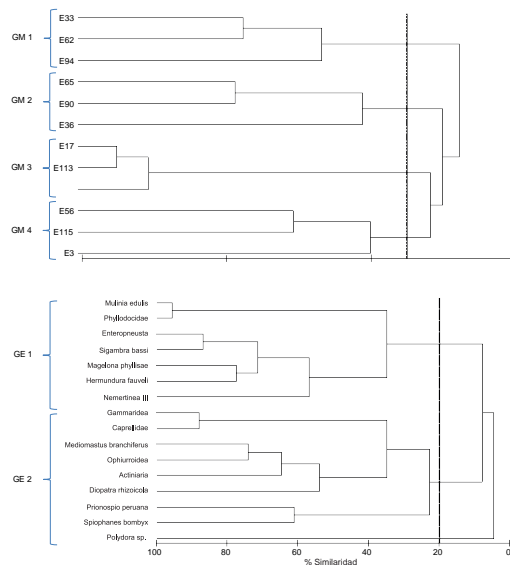 GM 1
E33
E62
E94
GM 2
E65
E90
E36
GM 3
E17
E113
GM 4
E56
E115
E3
GE 1
Mulinia edulis
Phyllodocidae
Enteropneusta
Sigambra bassi
Magelona phyllisae
Hermundura fauveli
Nemertinea III
GE 2
Gammaridea
Caprellidae
Mediomastus branchiferus
Ophiurroidea
Actiniaria
Diopatra rhizoicola
Prionospio peruana
Spiophanes bombyx
Polydora sp.
100 80 60 40 20 0
% Similaridad